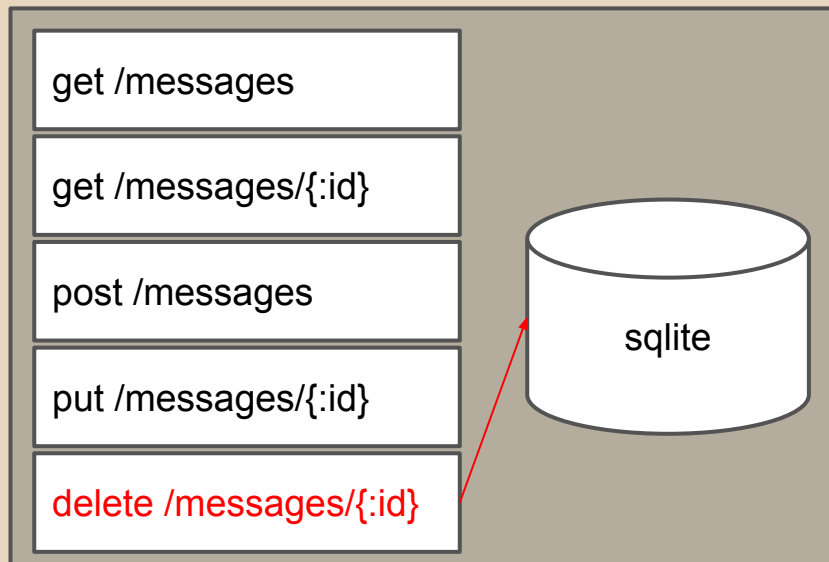 get /messages
get /messages/{:id}
post /messages
sqlite
put /messages/{:id}
delete /messages/{:id}